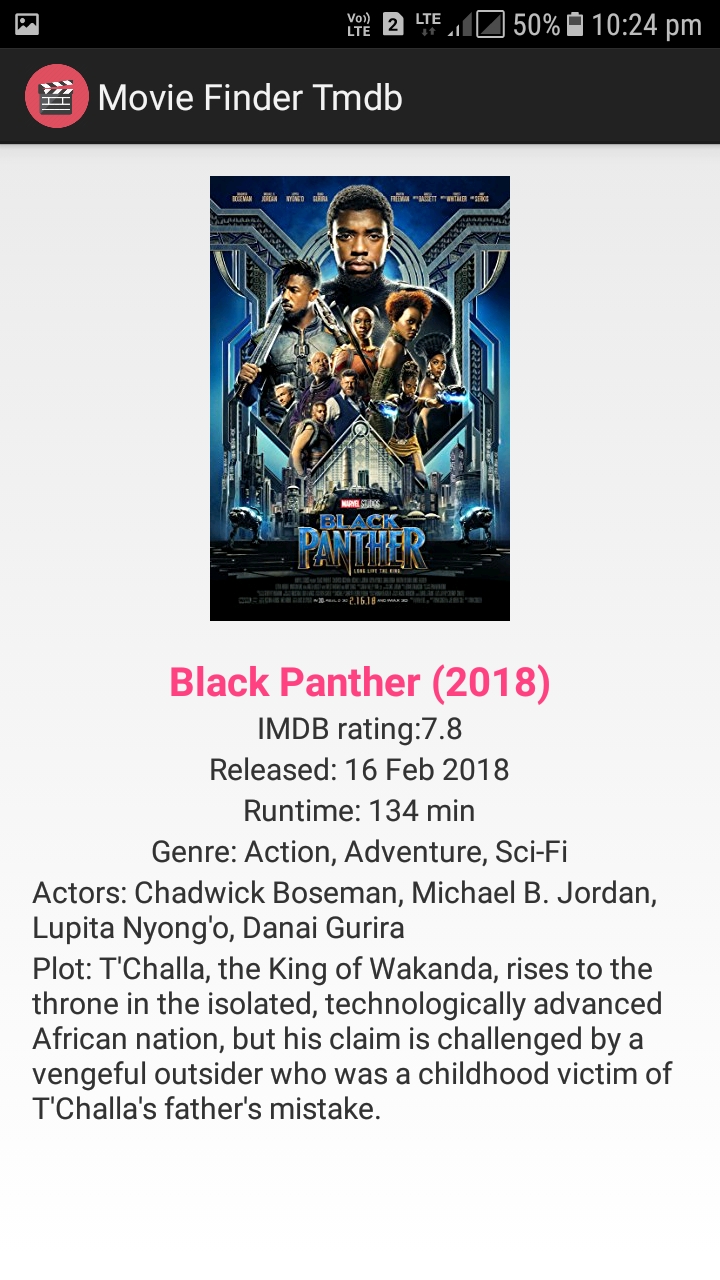 Vo))
LTE
2
LTE
50%
10:24 pm
Movie Finder Tmdb
BOSEMAN
JORDAN
NYONG'O
GURIRA
FREEMAN
BASSETT
WHITAKER
SERKIS
MARVEL STUDIOS
BLACK
PANTHER
LONG LIVE THE KING
2.16.18
Black Panther (2018)
IMDB rating:7.8
Released: 16 Feb 2018
Runtime: 134 min
Genre: Action, Adventure, Sci-Fi
Actors: Chadwick Boseman, Michael B. Jordan,
Lupita Nyong'o, Danai Gurira
Plot: T'Challa, the King of Wakanda, rises to the
throne in the isolated, technologically advanced
African nation, but his claim is challenged by a
vengeful outsider who was a childhood victim of
T'Challa's father's mistake.